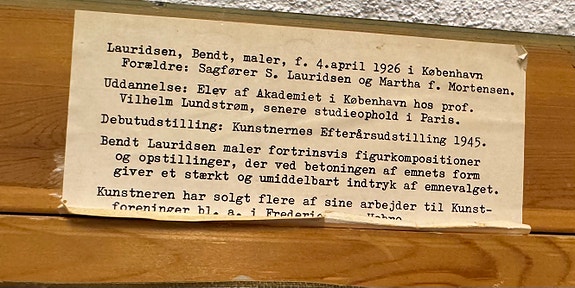 Lauridsen, Bendt, maler, f. 4.april 1926 i København
Forældre: Sagfører S. Lauridsen og Martha f. Mortensen.
Uddannelse: Elev af Akademiet i København hos prof.
Vilhelm Lundstrøm, senere studieophold i Paris.
Debutudstilling: Kunstnernes Efterårsudstilling 1945.
Bendt Lauridsen maler fortrinsvis figurkompositioner
og opstillinger, der ved betoningen af emnets form
giver et stærkt og umiddelbart indtryk af emnevalget.
Kunstneren har solgt flere af sine arbejder til Kunst-
foreninger bl. a. i